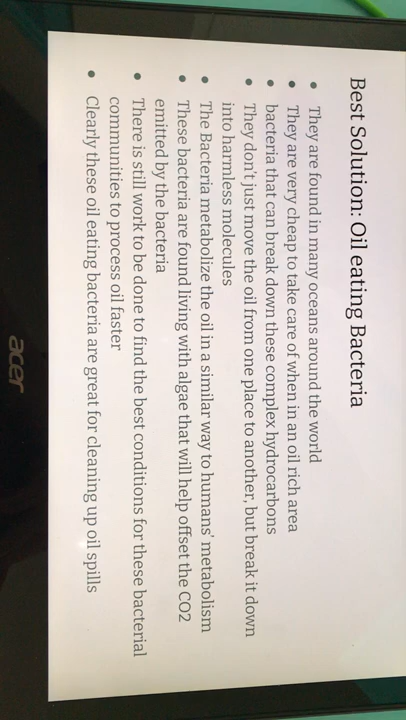 Best Solution: Oil eating Bacteria
• They are found in many oceans around the world
• They are very cheap to take care of when in an oil rich area
• bacteria that can break down these complex hydrocarbons
• They don't just move the oil from one place to another, but break it down
into harmless molecules
• The Bacteria metabolize the oil in a similar way to humans' metabolism
• These bacteria are found living with algae that will help offset the CO2
emitted by the bacteria
• There is still work to be done to find the best conditions for these bacterial
communities to process oil faster
• Clearly these oil eating bacteria are great for cleaning up oil spills
acer